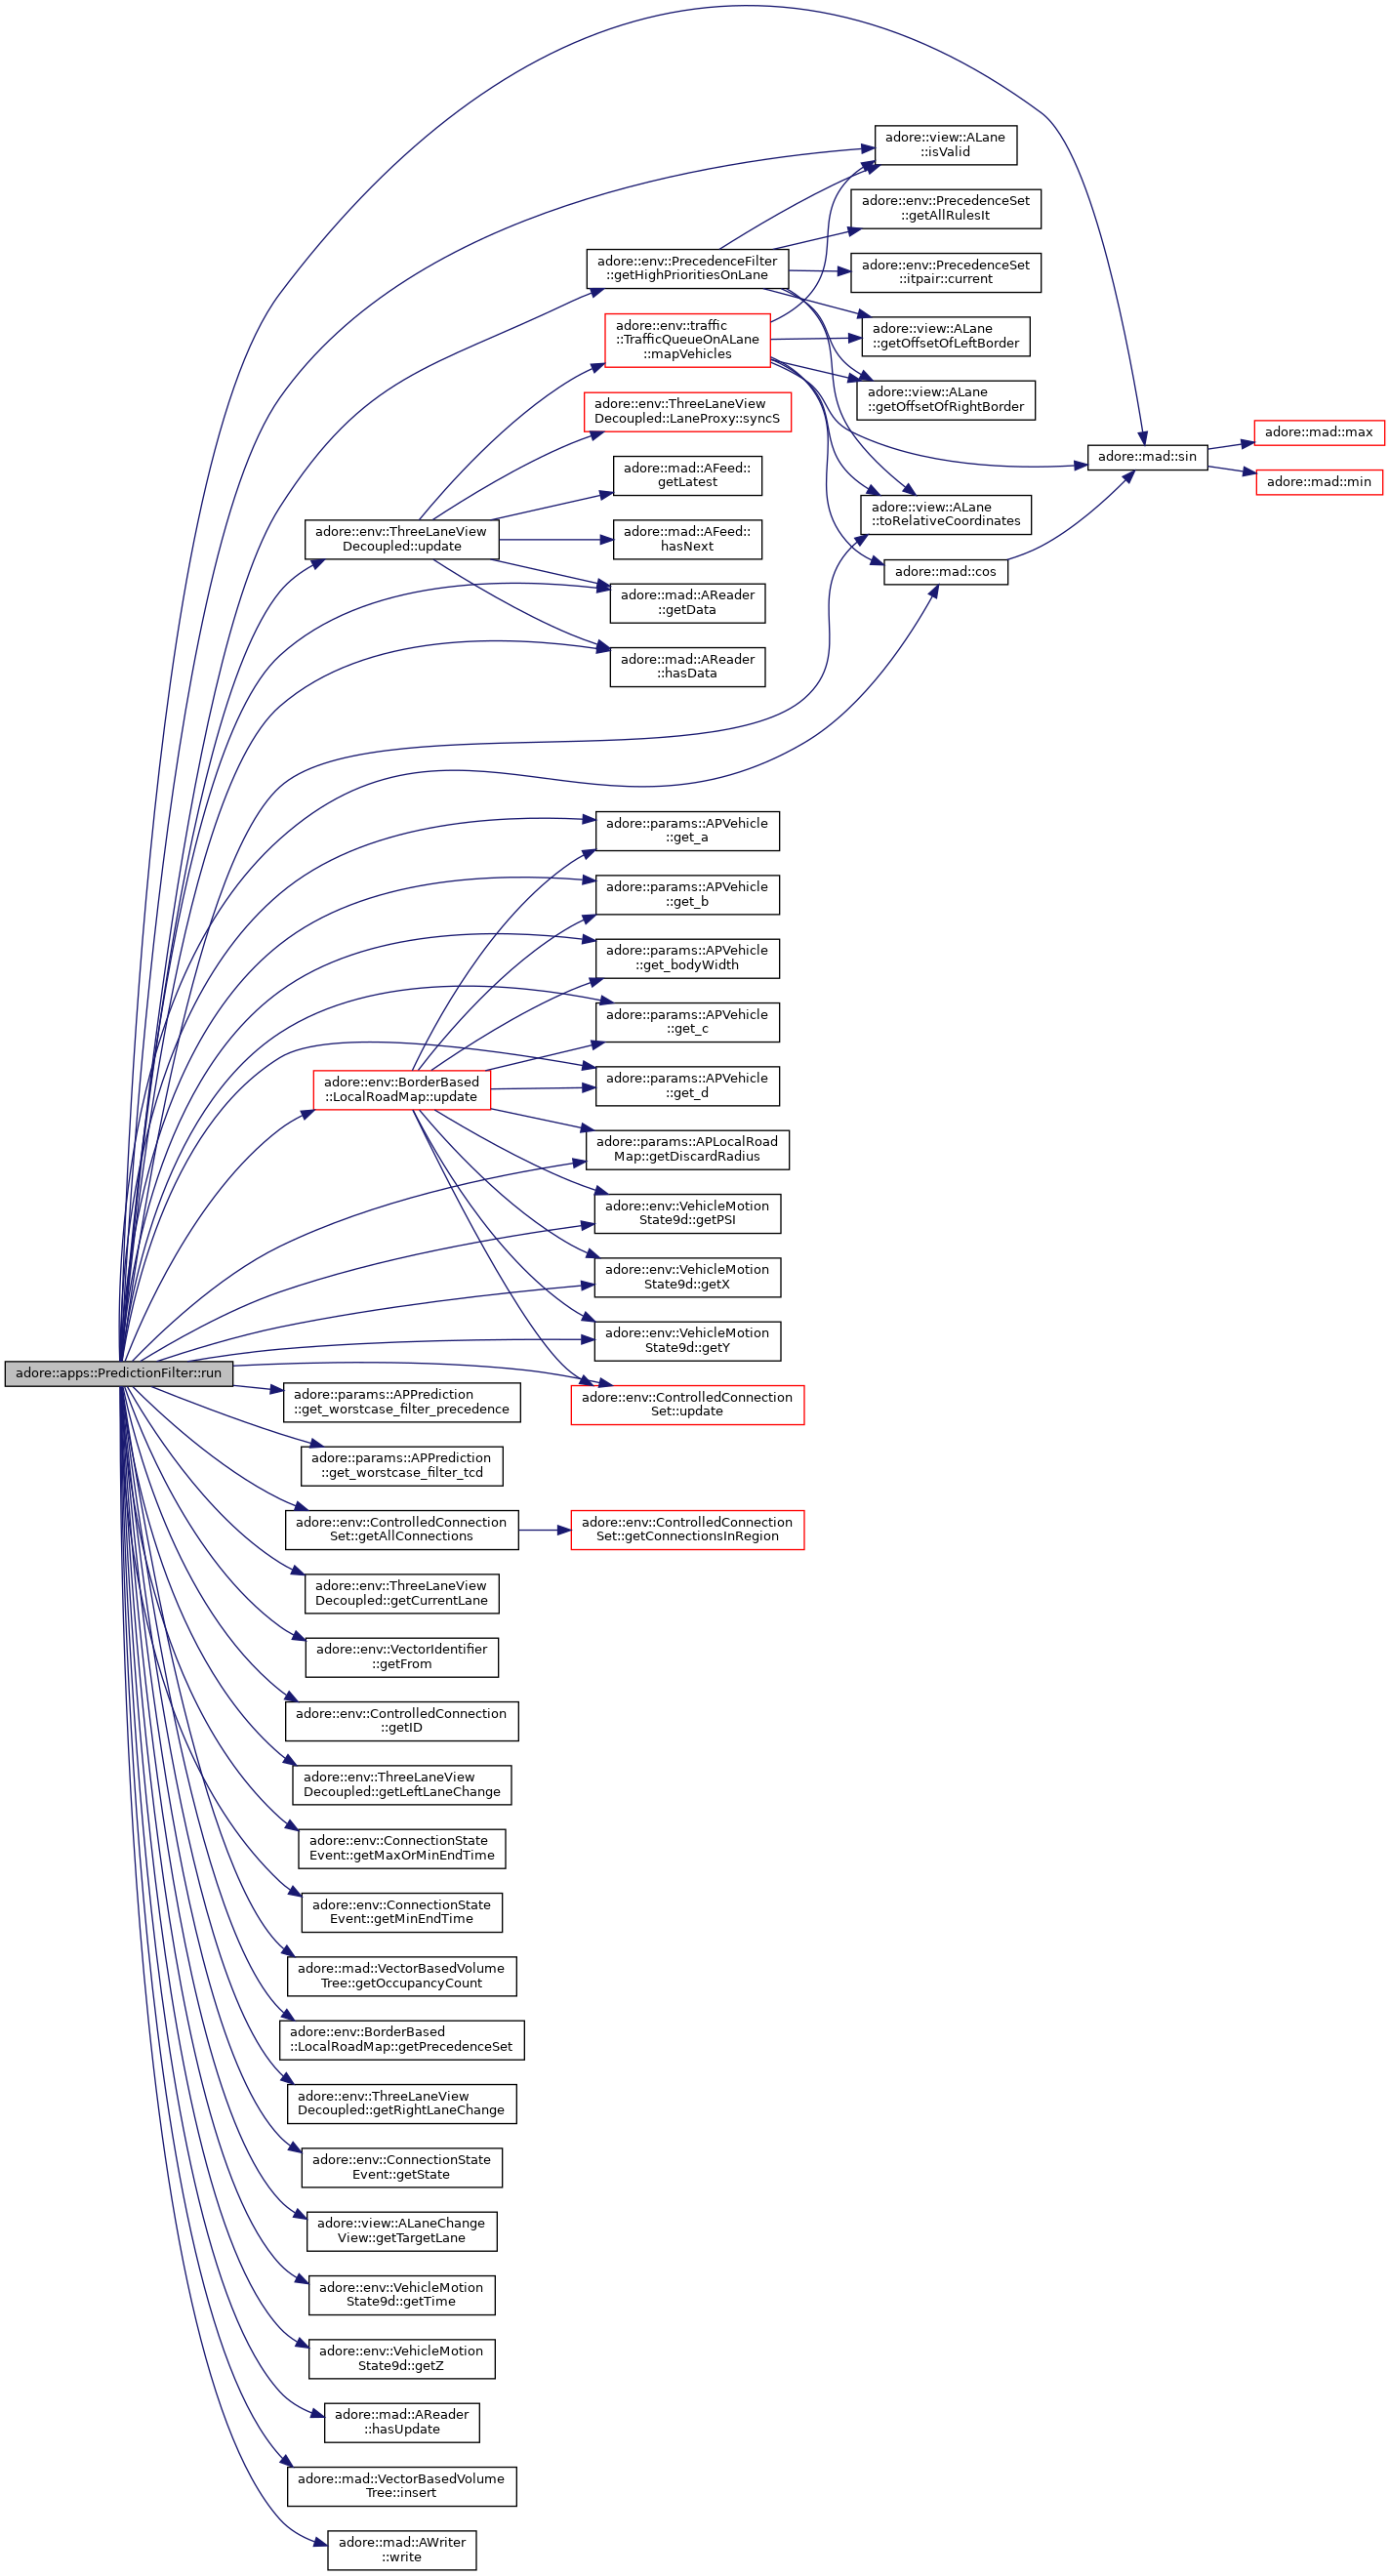 adore::view::ALane
::isValid
adore::env::PrecedenceSet
::getAllRulesIt
adore::env::PrecedenceFilter
::getHighPrioritiesOnLane
adore::env::PrecedenceSet
::itpair::current
adore::env::traffic
::TrafficQueueOnALane
::mapVehicles
adore::view::ALane
::getOffsetOfLeftBorder
adore::view::ALane
::getOffsetOfRightBorder
adore::env::ThreeLaneView
Decoupled::LaneProxy::syncS
adore::mad::max
adore::mad::sin
adore::mad::min
adore::mad::AFeed::
getLatest
adore::view::ALane
::toRelativeCoordinates
adore::env::ThreeLaneView
Decoupled::update
adore::mad::AFeed::
hasNext
adore::mad::cos
adore::mad::AReader
::getData
adore::mad::AReader
::hasData
adore::params::APVehicle
::get_a
adore::params::APVehicle
::get_b
adore::params::APVehicle
::get_bodyWidth
adore::params::APVehicle
::get_c
adore::env::BorderBased
::LocalRoadMap::update
adore::params::APVehicle
::get_d
adore::params::APLocalRoad
Map::getDiscardRadius
adore::env::VehicleMotion
State9d::getPSI
adore::env::VehicleMotion
State9d::getX
adore::env::VehicleMotion
State9d::getY
adore::apps::PredictionFilter::run
adore::params::APPrediction
::get_worstcase_filter_precedence
adore::env::ControlledConnection
Set::update
adore::params::APPrediction
::get_worstcase_filter_tcd
adore::env::ControlledConnection
Set::getAllConnections
adore::env::ControlledConnection
Set::getConnectionsInRegion
adore::env::ThreeLaneView
Decoupled::getCurrentLane
adore::env::VectorIdentifier
::getFrom
adore::env::ControlledConnection
::getID
adore::env::ThreeLaneView
Decoupled::getLeftLaneChange
adore::env::ConnectionState
Event::getMaxOrMinEndTime
adore::env::ConnectionState
Event::getMinEndTime
adore::mad::VectorBasedVolume
Tree::getOccupancyCount
adore::env::BorderBased
::LocalRoadMap::getPrecedenceSet
adore::env::ThreeLaneView
Decoupled::getRightLaneChange
adore::env::ConnectionState
Event::getState
adore::view::ALaneChange
View::getTargetLane
adore::env::VehicleMotion
State9d::getTime
adore::env::VehicleMotion
State9d::getZ
adore::mad::AReader
::hasUpdate
adore::mad::VectorBasedVolume
Tree::insert
adore::mad::AWriter
::write